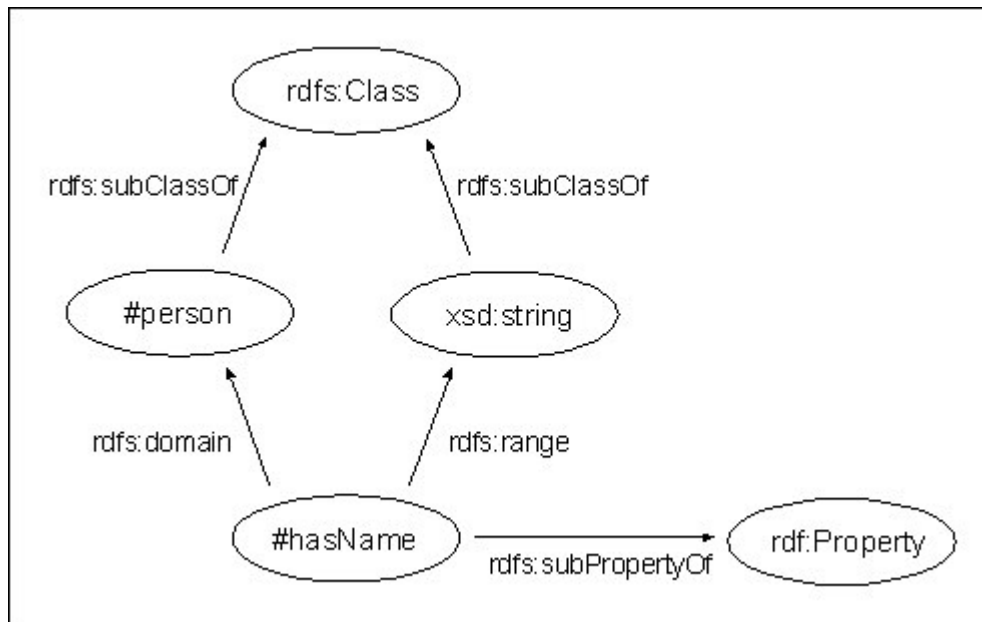 rdfs:Class
rdfs:subClassOf
rdfs:subClassOf
#person
xsd:string
rdfs:domain
rdfs:range
#hasName
rdf:Property
rdfs:subPropertyOf